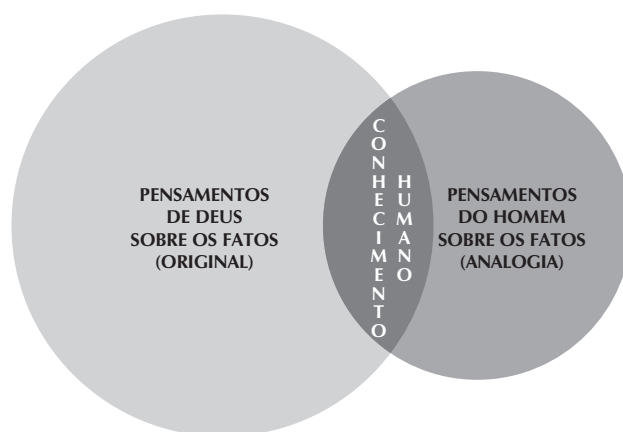 PENSAMENTOS
DE DEUS
SOBRE OS FATOS
(ORIGINAL)
CONHECIMENTO
HUMANO
PENSAMENTOS
DO HOMEM
SOBRE OS FATOS
(ANALOGIA)